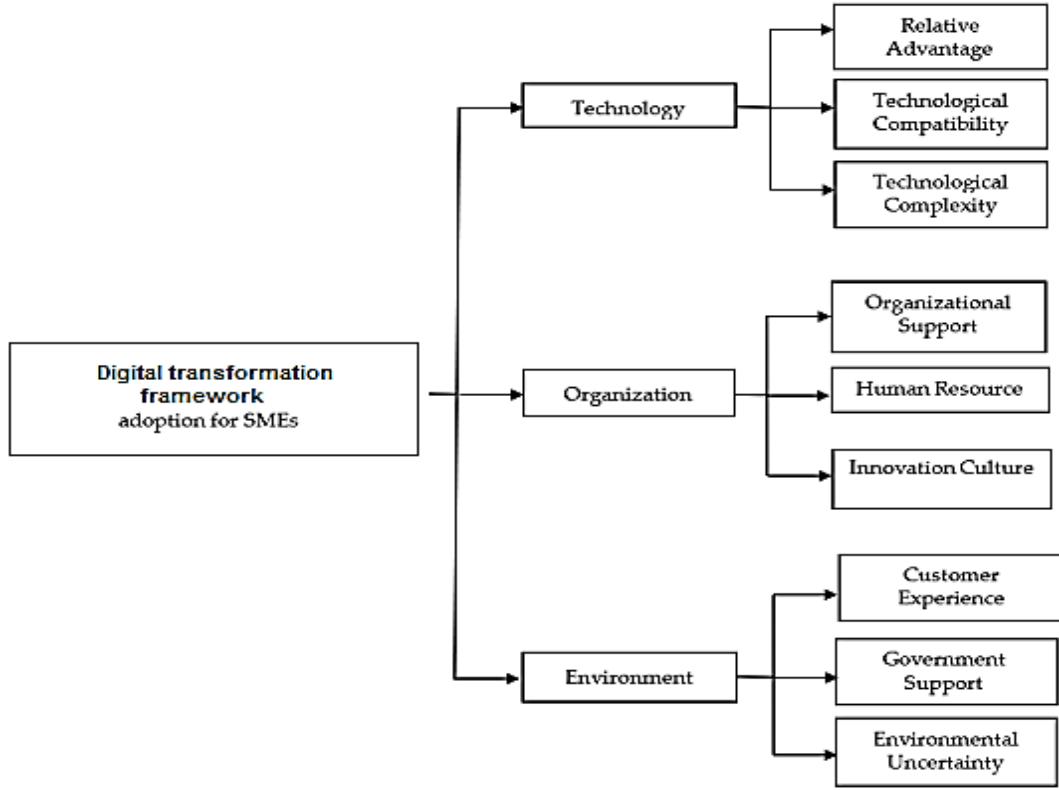 Relative
Advantage
Technology
Technological
Compatibility
Technological
Complexity
Organizational
Support
Digital transformation
framework
adoption for SMEs
Organization
Human Resource
Innovation Culture
Customer
Experience
Environment
Government
Support
Environmental
Uncertainty